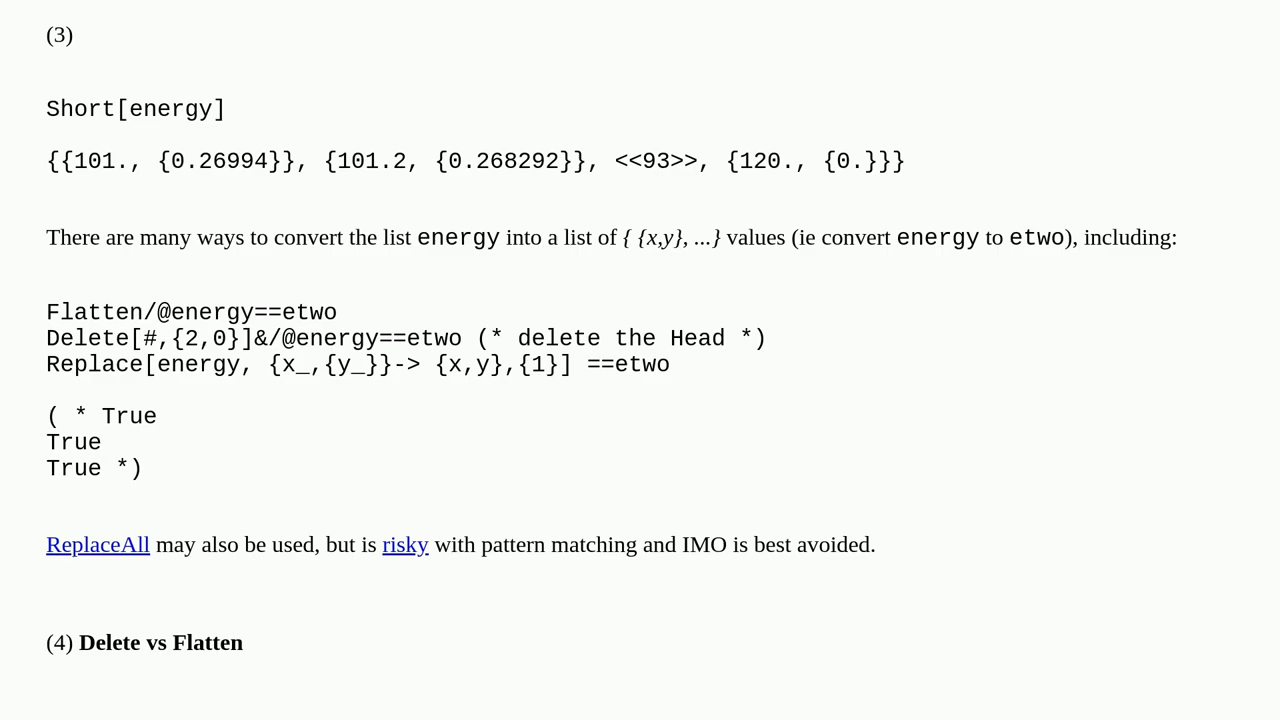 (3)
Short[energy]
{{101., {0.26994}}, {101.2, {0.268292}}, <<93>>, {120., {0.}}}
There are many ways to convert the list energy into a list of { {x,y}, ...} values (ie convert energy to etwo), including:
Flatten/@energy==etwo
Delete[#,{2,0}]&/@energy==etwo (* delete the Head *)
Replace[energy, {x_,{y_}}-> {x,y},{1}] ==etwo
( * True
True
True *)
ReplaceAll may also be used, but is risky with pattern matching and IMO is best avoided.
(4) Delete vs Flatten